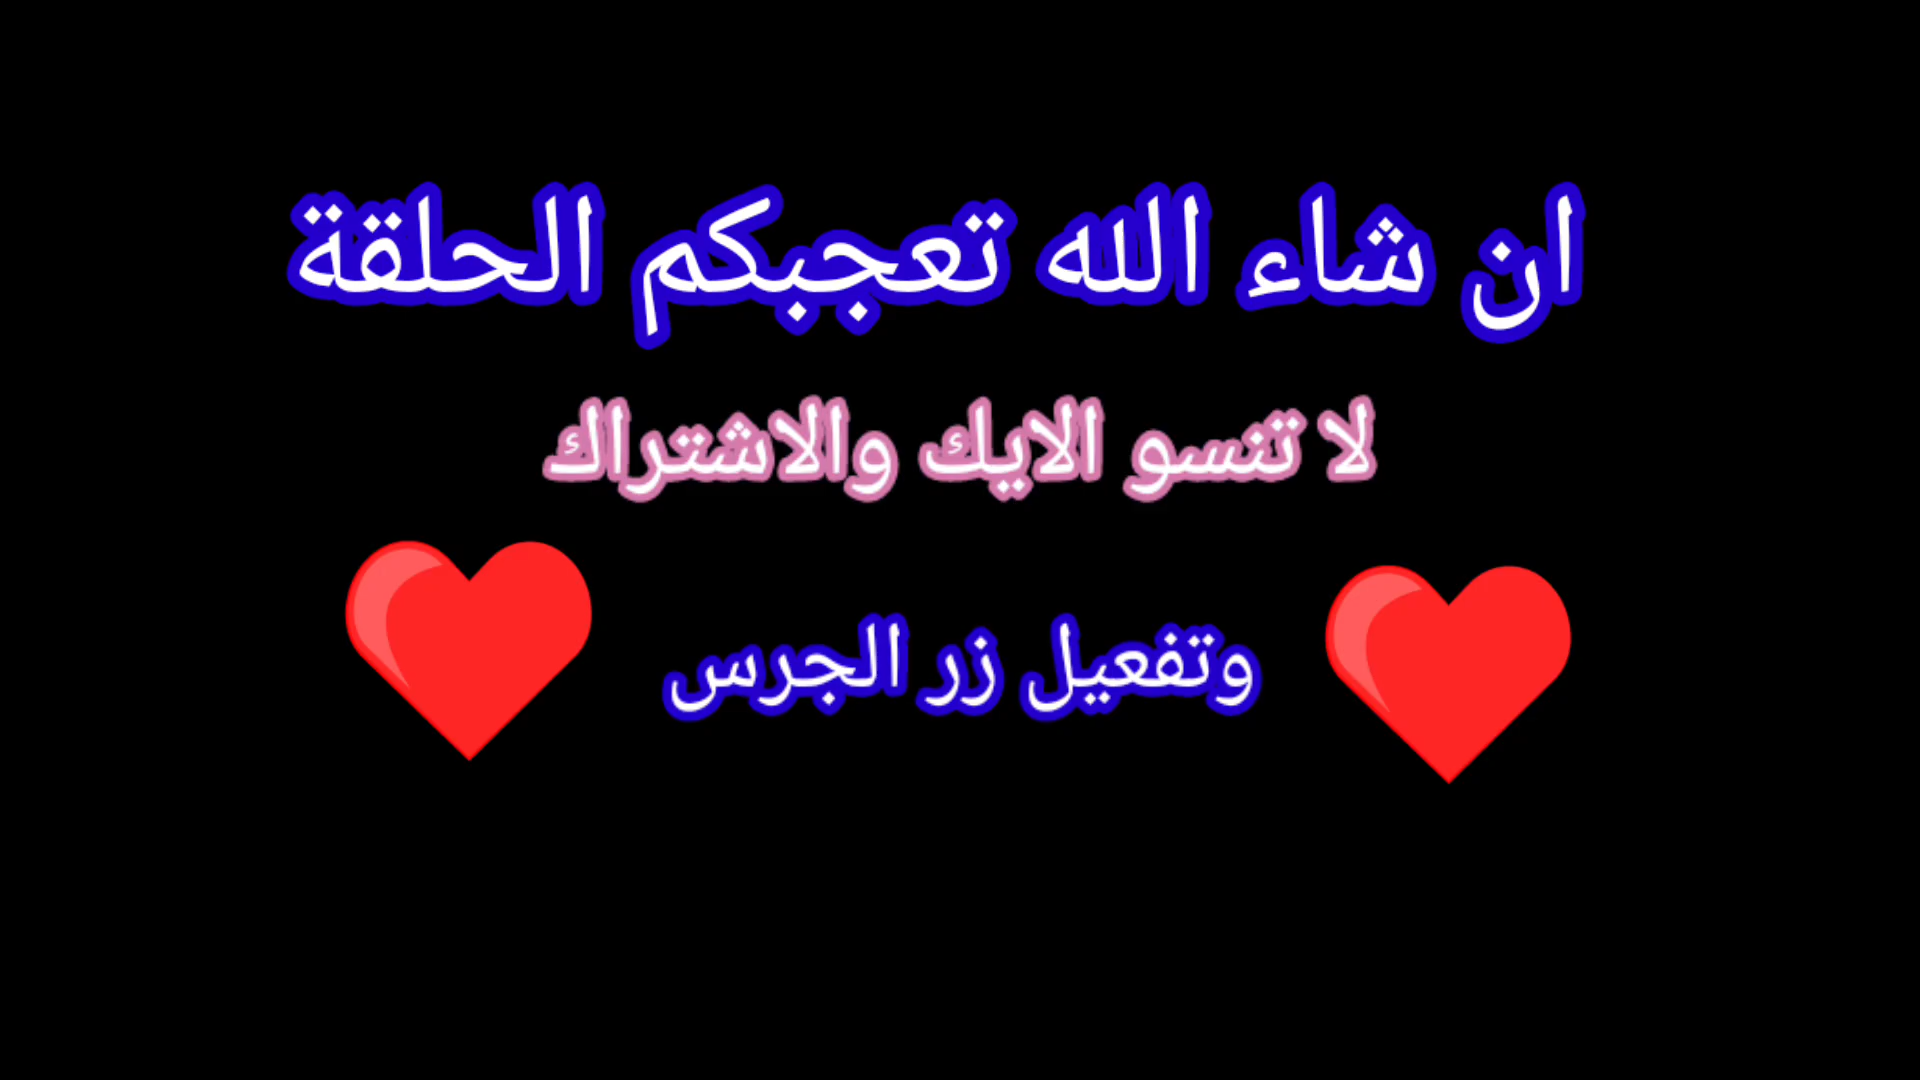 ان شاء الله تعجبكم الحلقة
لا تنسو الايك والاشتراك
وتفعيل زر الجرس